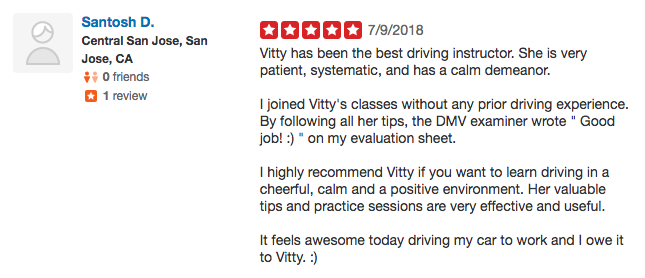 Santosh D.
Central San Jose, San
Jose, CA
0 friends
1 review
7/9/2018
Vitty has been the best driving instructor. She is very
patient, systematic, and has a calm demeanor.
I joined Vitty's classes without any prior driving experience.
By following all her tips, the DMV examiner wrote " Good
job! :) " on my evaluation sheet.
I highly recommend Vitty if you want to learn driving in a
cheerful, calm and a positive environment. Her valuable
tips and practice sessions are very effective and useful.
It feels awesome today driving my car to work and I owe it
to Vitty. :)